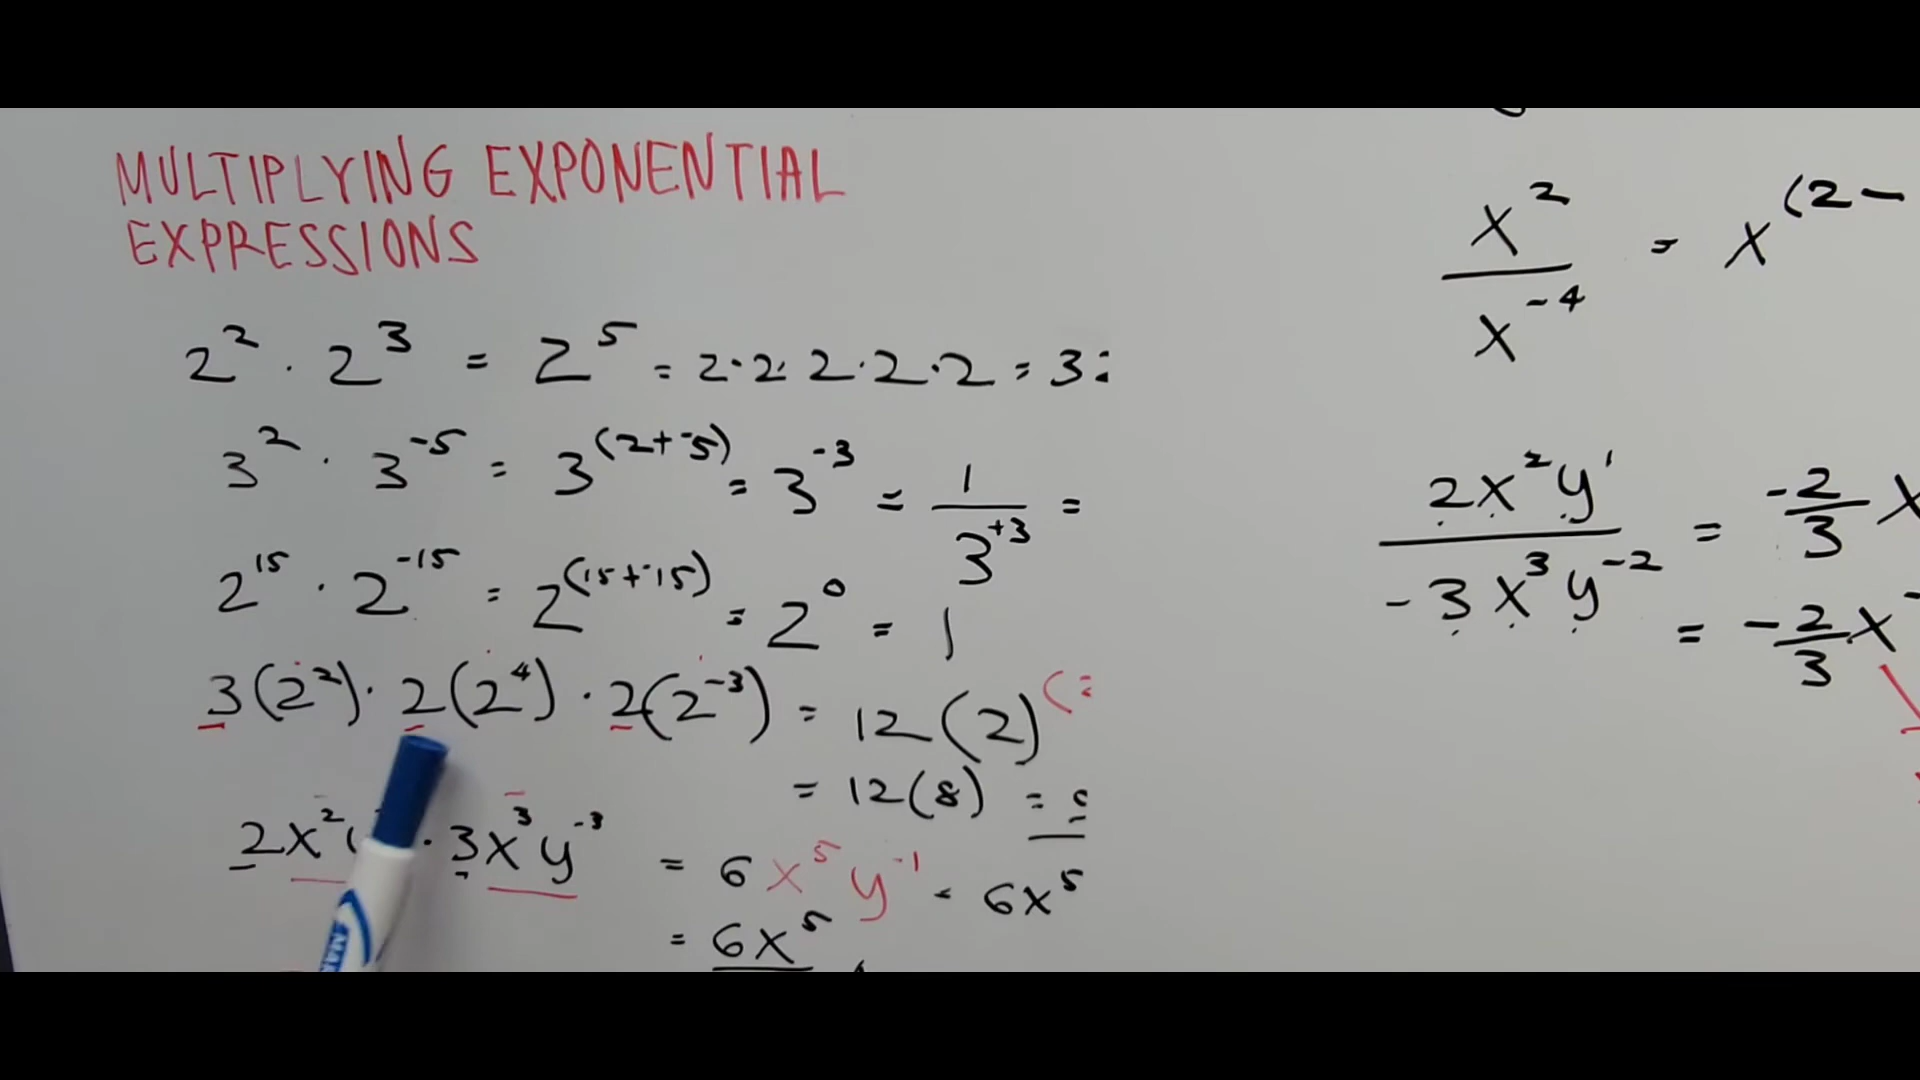 MULTIPLYING EXPONENTIAL
EXPRESSIONS
2² · 2³ = 2⁵ = 2·2·2·2·2 = 3
3² · 3⁻⁵ = 3⁽²⁺⁻⁵⁾ = 3⁻³ = 1/3⁺³ =
2¹⁵ · 2⁻¹⁵ = 2⁽¹⁵⁺⁻¹⁵⁾ = 2⁰ = 1
3(2²) · 2(2⁴) · 2(2⁻³) = 12(2)⁽
= 12(8) =
2x² · 3x³y⁻³ = 6x⁵y⁻¹ = 6x⁵
= 6x⁵
x²/x⁻⁴ = x⁽²⁻
2x²y¹/-3x³y⁻² = -2/3 x
= -2/3 x⁻
MAR